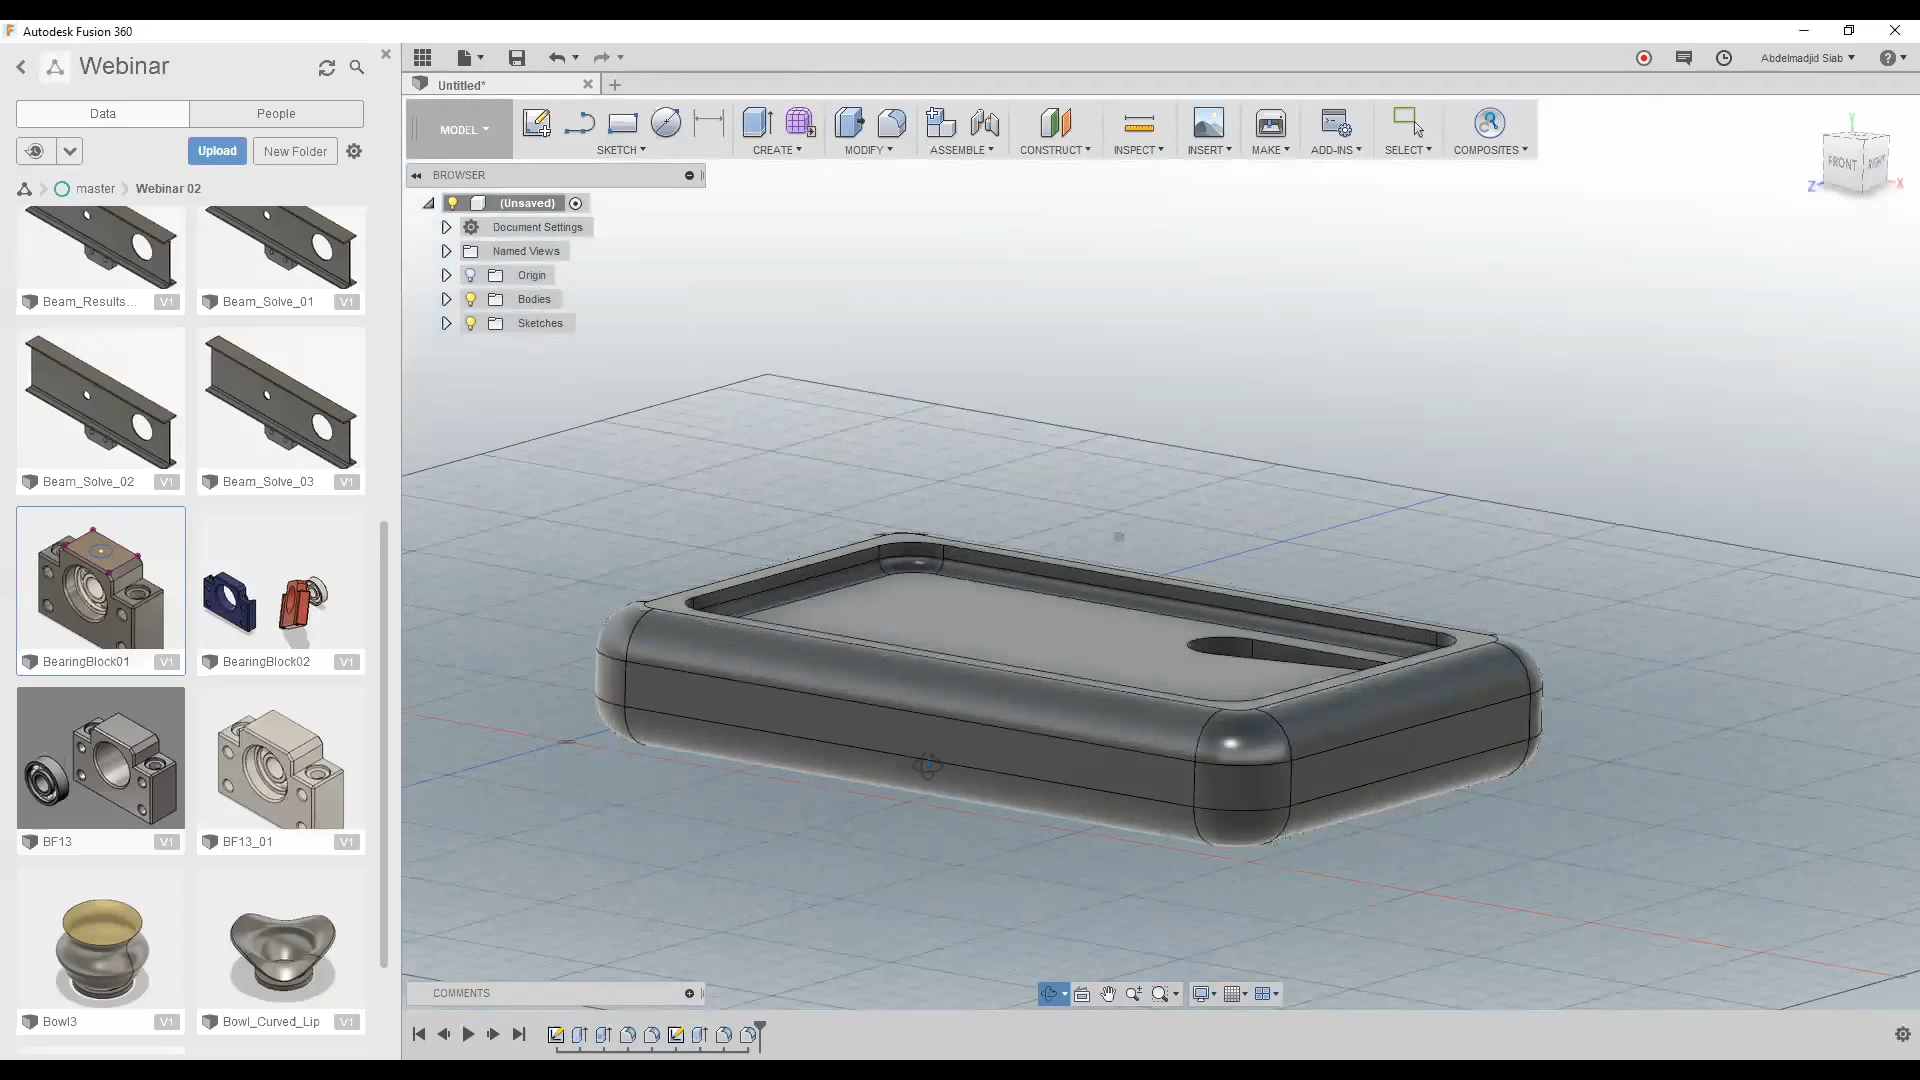 Autodesk Fusion 360
Webinar
Data
People
Upload
New Folder
master
Webinar 02
Beam_Results...
V1
Beam_Solve_01
V1
Beam_Solve_02
V1
Beam_Solve_03
V1
BearingBlock01
V1
BearingBlock02
V1
BF13
V1
BF13_01
V1
Bowl3
V1
Bowl_Curved_Lip
V1
Abdelmadjid Siab
Untitled*
MODEL
SKETCH
CREATE
MODIFY
ASSEMBLE
CONSTRUCT
INSPECT
INSERT
MAKE
ADD-INS
SELECT
COMPOSITES
BROWSER
(Unsaved)
Document Settings
Named Views
Origin
Bodies
Sketches
Y
FRONT
RIGHT
Z
X
COMMENTS